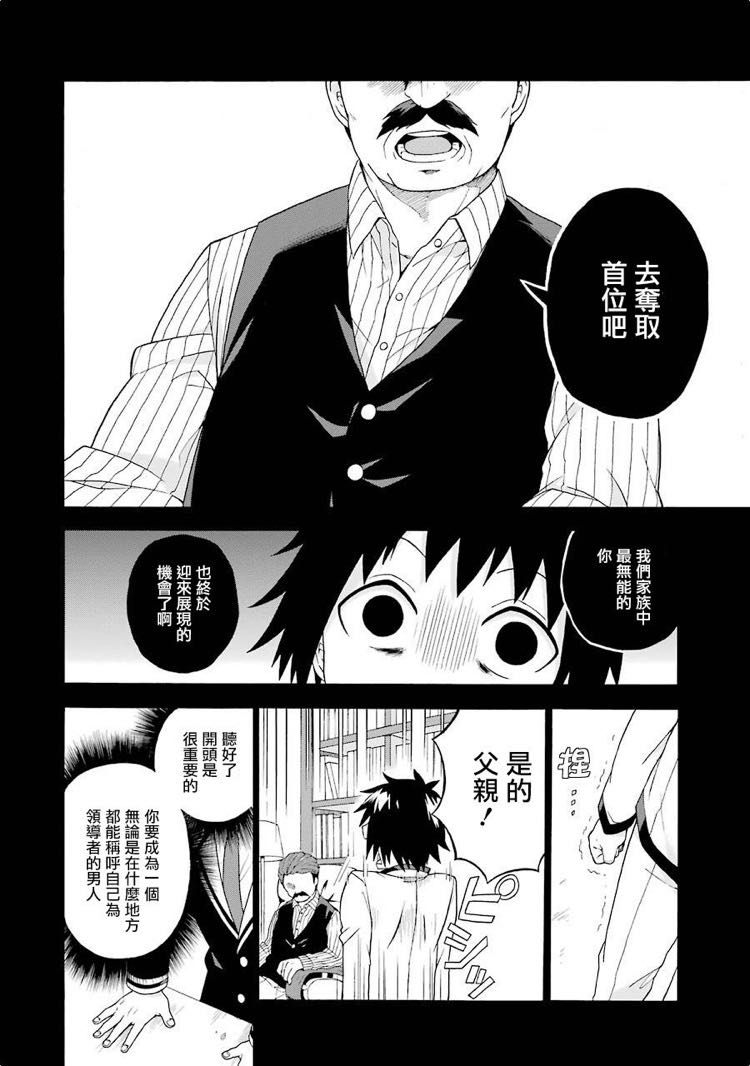 去奪取
首位吧
我們家族中
最無能的
你
也終於
迎來展現的
機會了啊
捏
是的
父親！
ピシッ
聽好了
開頭是
很重要的
你要成為一個
無論是在什麼地方
都能稱呼自己為
領導者的男人